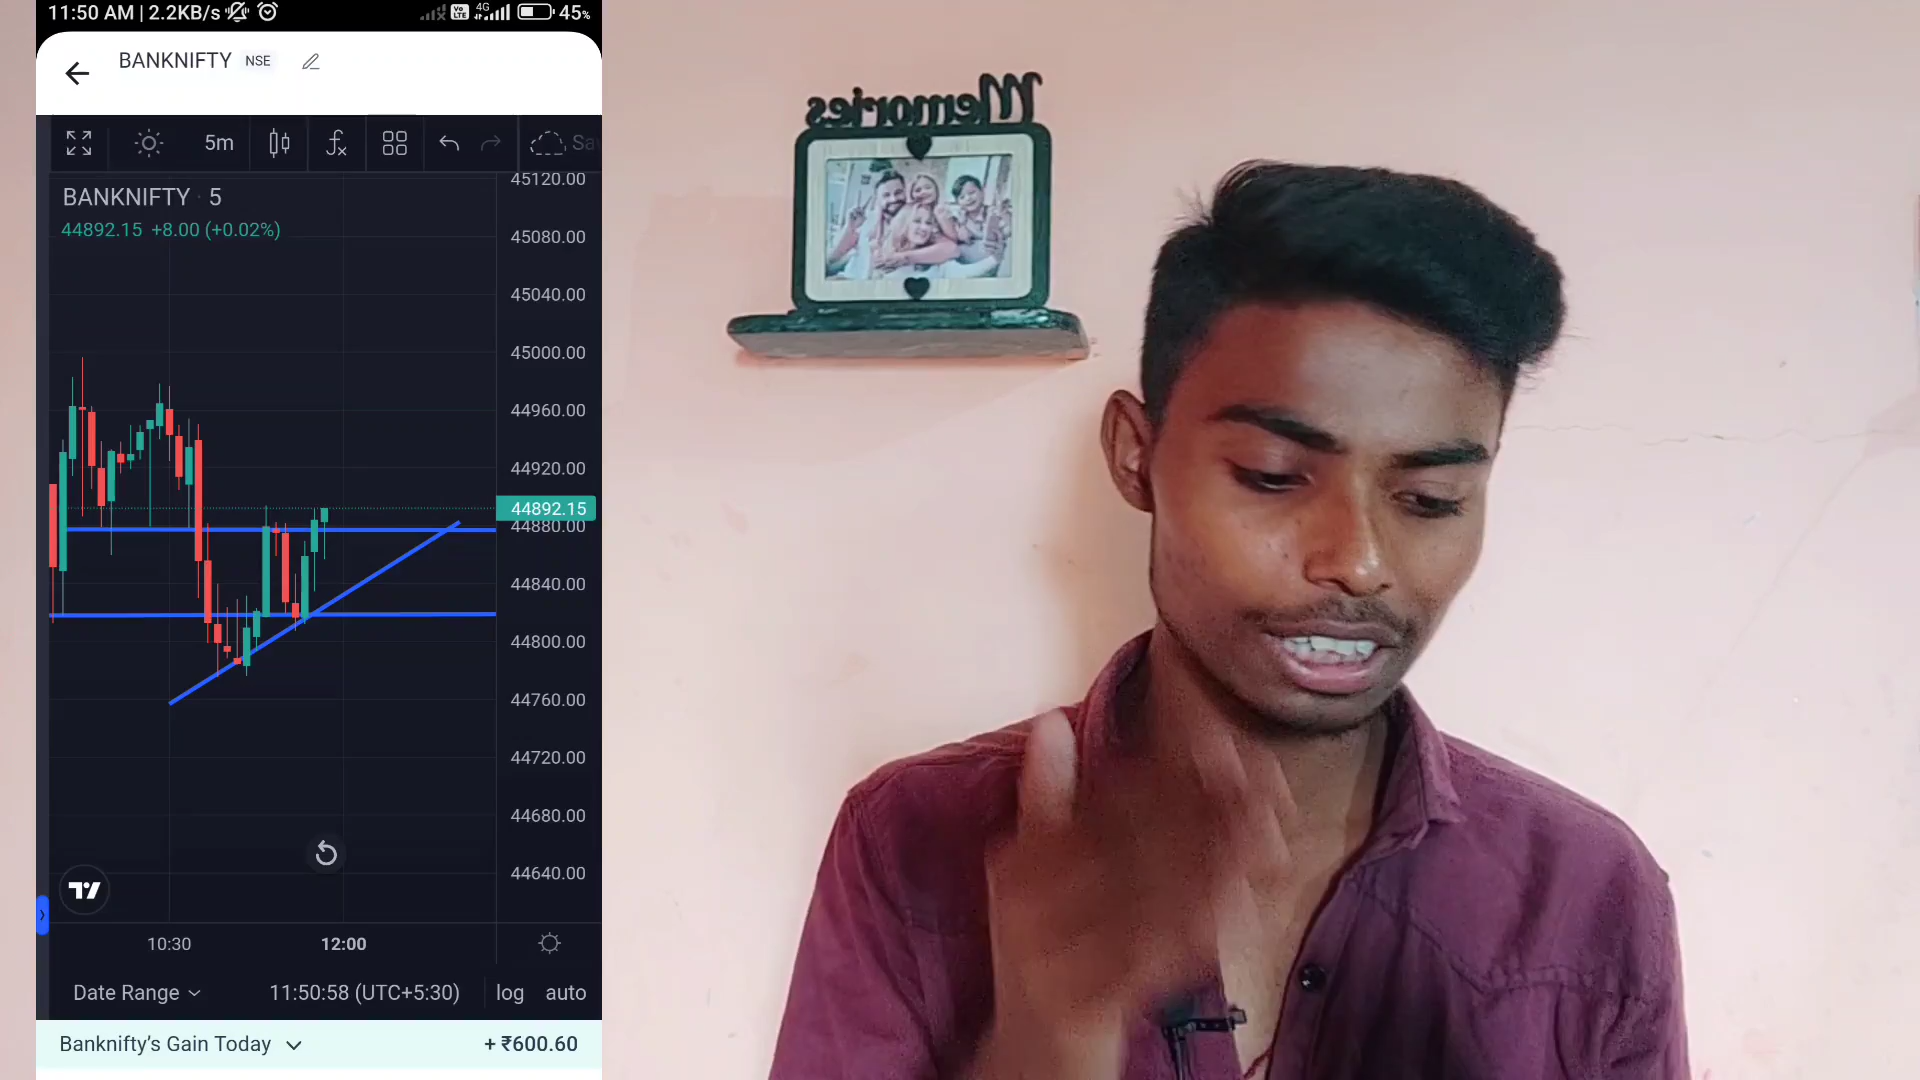 11:50 AM | 2.2KB/s 4G 45%
BANKNIFTY NSE
5m Sa
BANKNIFTY · 5
44892.15 +8.00 (+0.02%)
45120.00
45080.00
45040.00
45000.00
44960.00
44920.00
44892.15
44880.00
44840.00
44800.00
44760.00
44720.00
44680.00
44640.00
10:30 12:00
Date Range 11:50:58 (UTC+5:30) log auto
Banknifty's Gain Today + ₹600.60
Memories